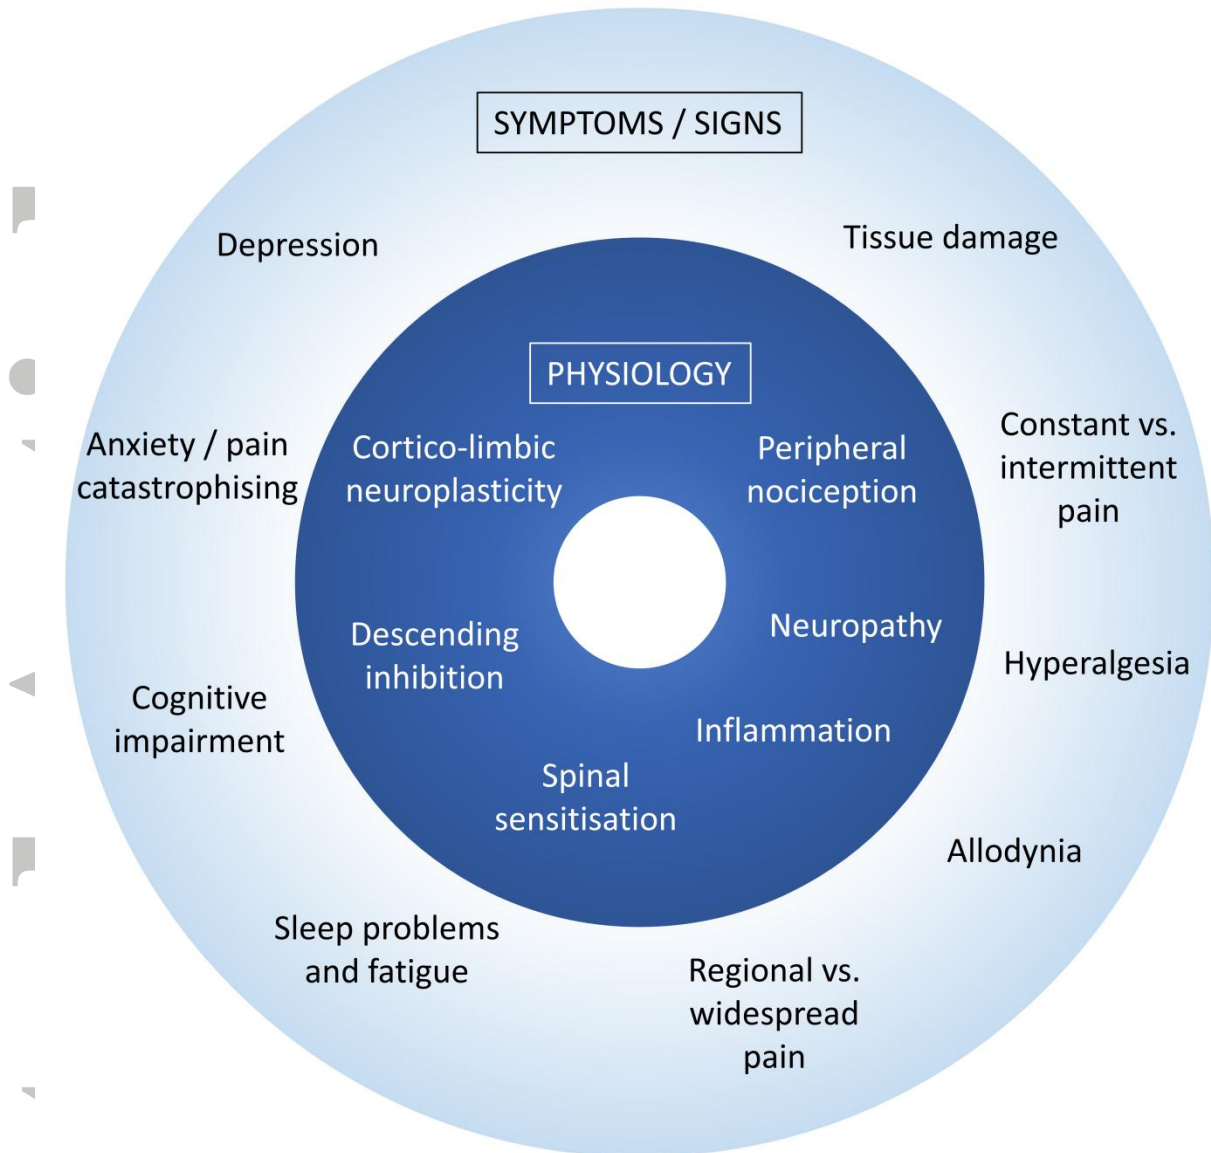 SYMPTOMS / SIGNS
Depression
Tissue damage
PHYSIOLOGY
Anxiety / pain
catastrophising
Cortico-limbic
neuroplasticity
Peripheral
nociception
Constant vs.
intermittent
pain
Descending
inhibition
Neuropathy
Hyperalgesia
Cognitive
impairment
Inflammation
Spinal
sensitisation
Allodynia
Sleep problems
and fatigue
Regional vs.
widespread
pain